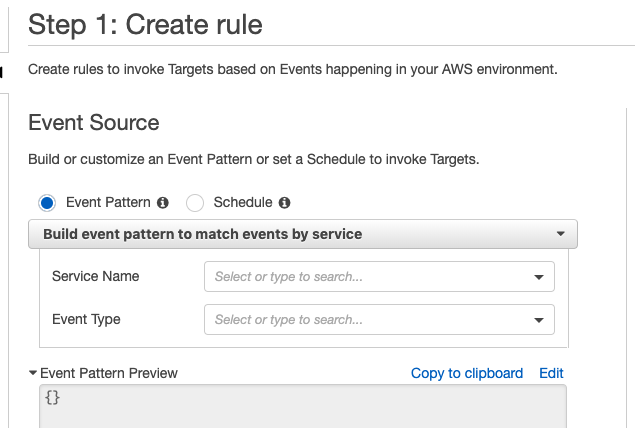 Step 1: Create rule
Create rules to invoke Targets based on Events happening in your AWS environment.
Event Source
Build or customize an Event Pattern or set a Schedule to invoke Targets.
Event Pattern Schedule
Build event pattern to match events by service
Service Name Select or type to search...
Event Type Select or type to search...
Event Pattern Preview Copy to clipboard Edit
{}